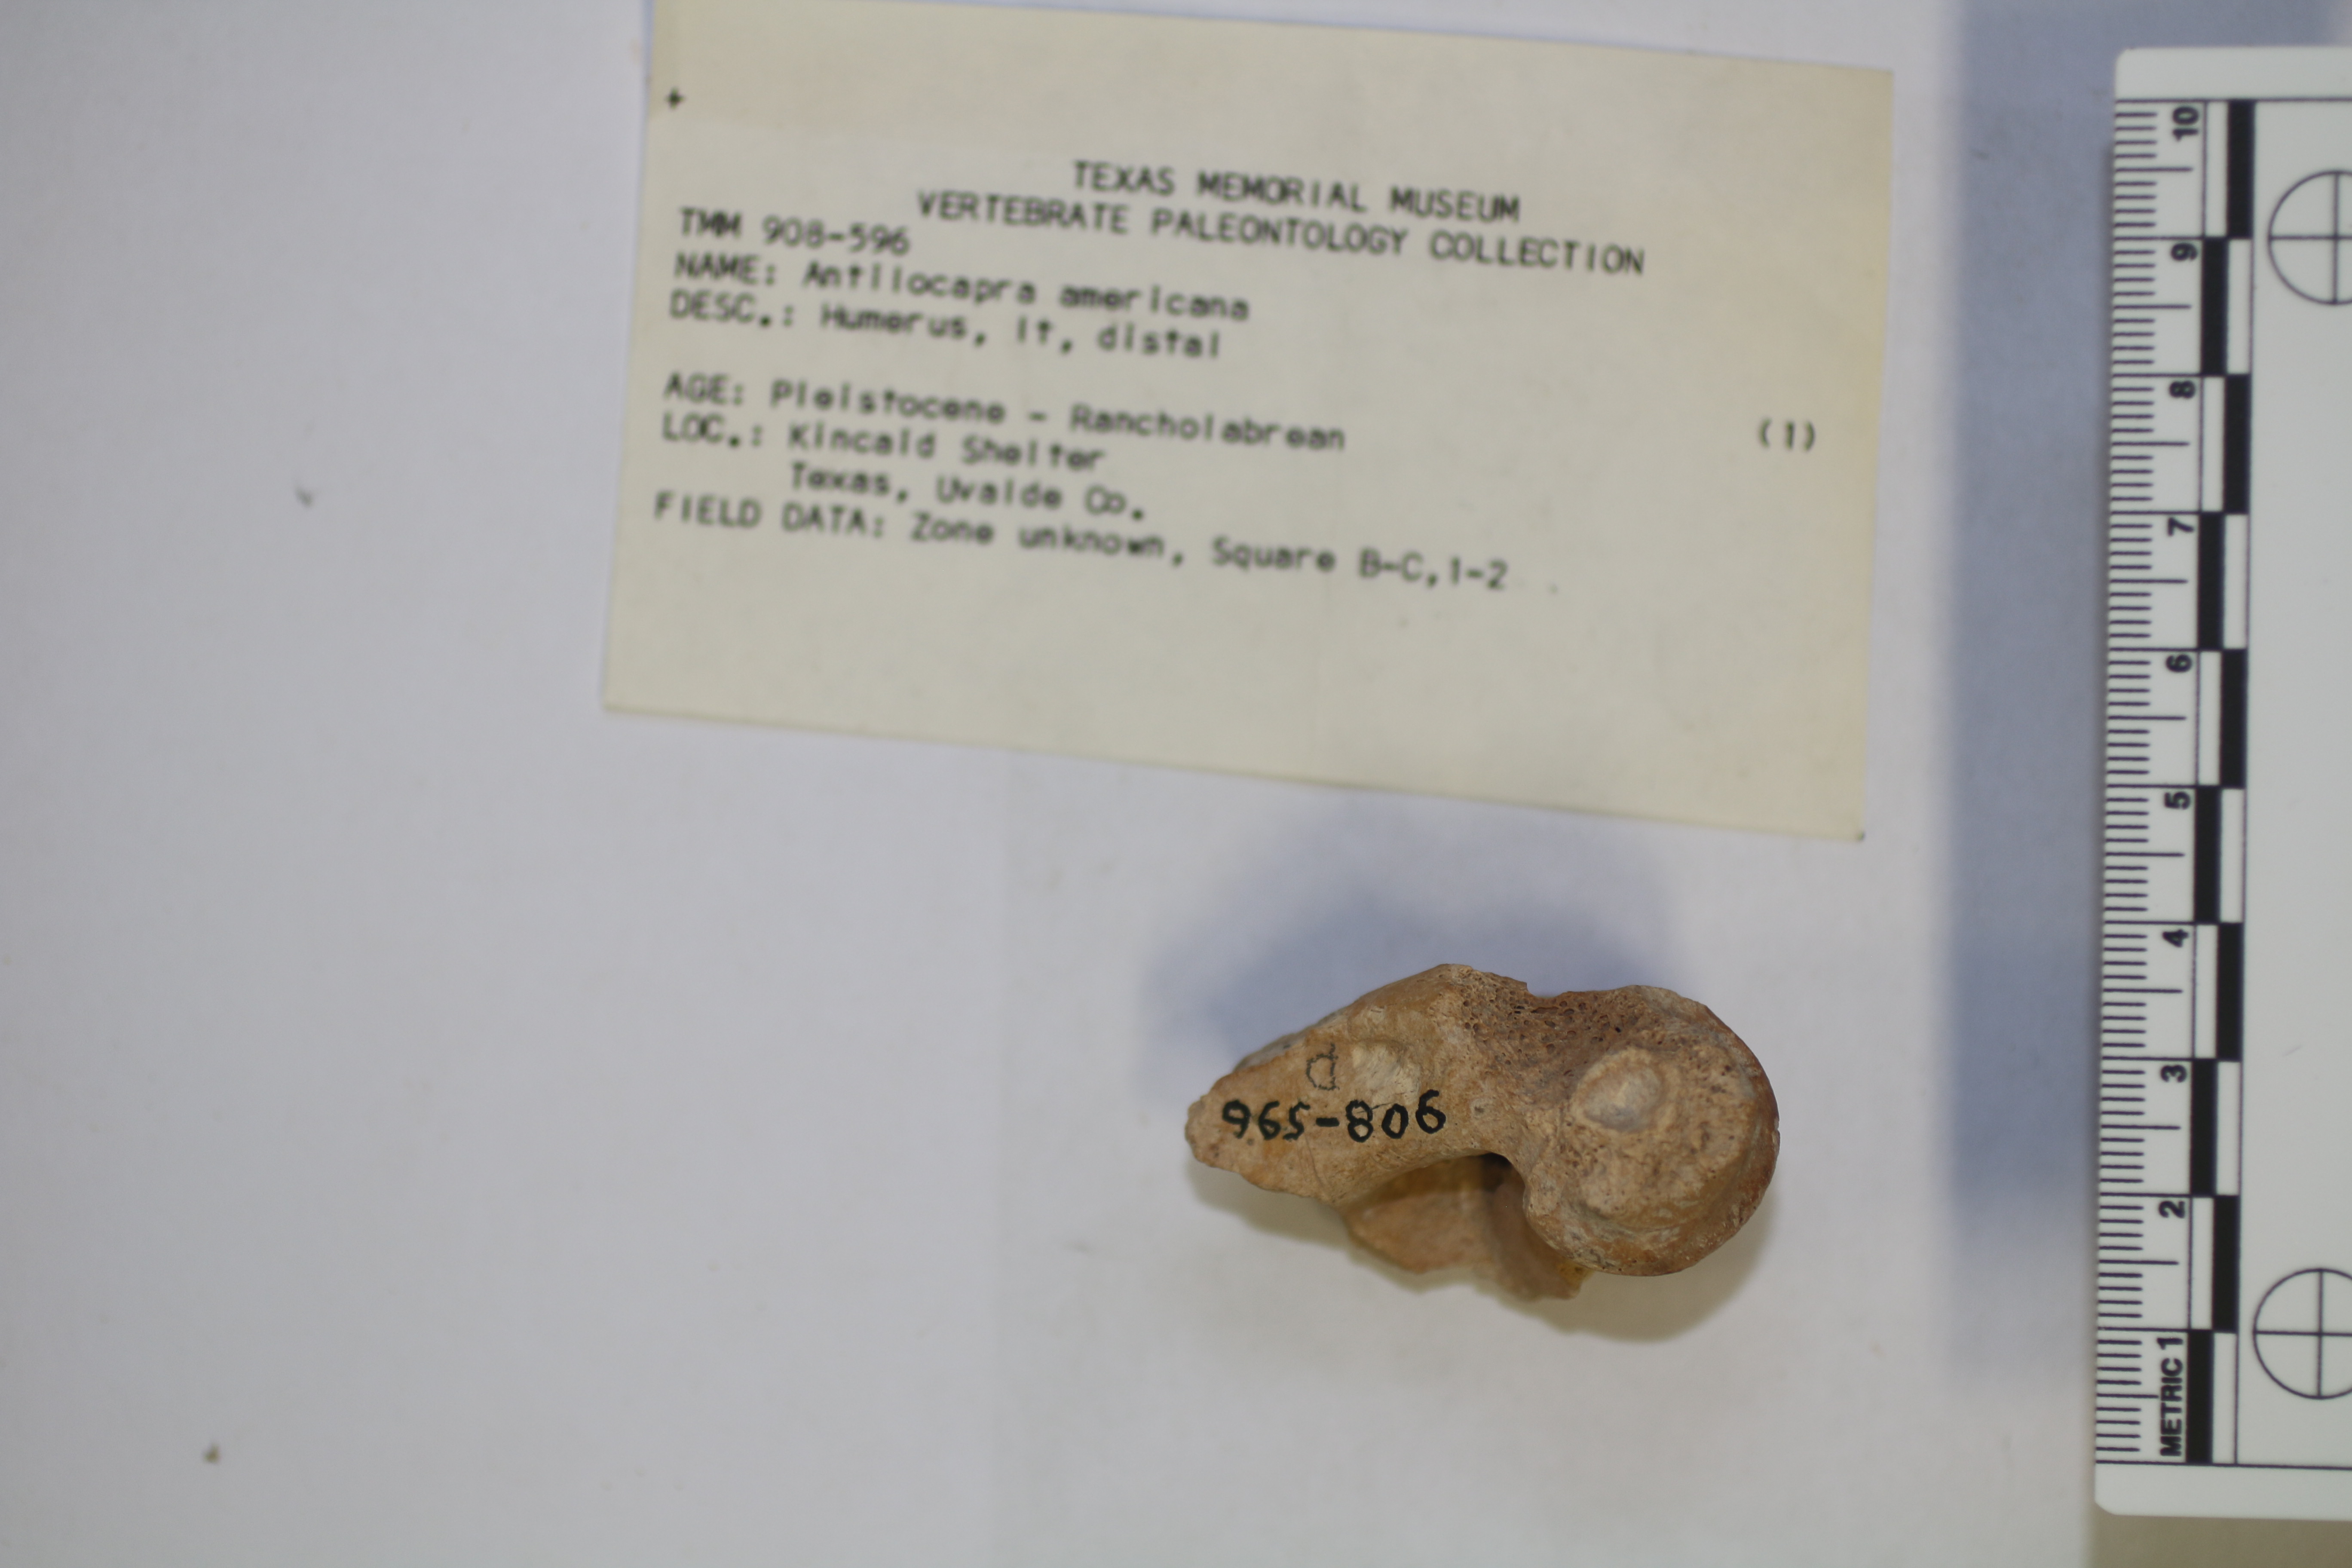 +
TEXAS MEMORIAL MUSEUM
VERTEBRATE PALEONTOLOGY COLLECTION
TMM 908-596
NAME: Antilocapra americana
DESC.: Humerus, lt, distal
AGE: Pleistocene - Rancholabrean
(1)
LOC.: Kincaid Shelter
Texas, Uvalde Co.
FIELD DATA: Zone unknown, Square B-C,1-2
D
908-596
10
9
8
7
6
5
4
3
2
METRIC 1